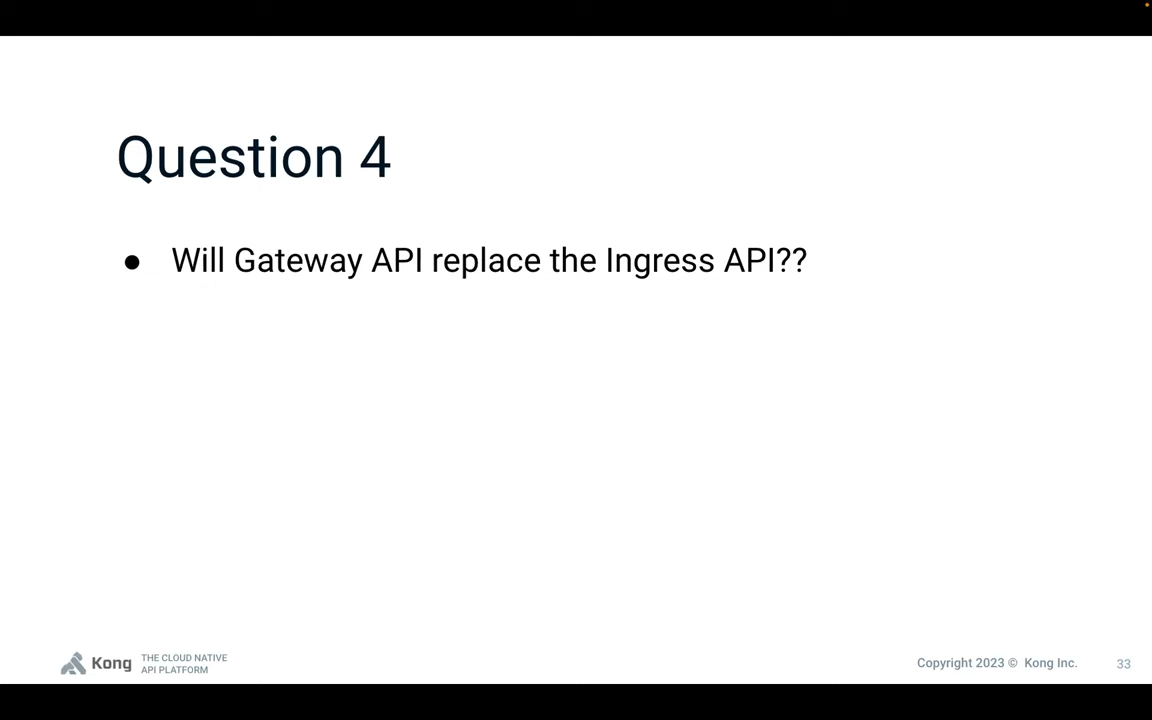 Question 4
● Will Gateway API replace the Ingress API??
Kong
THE CLOUD NATIVE
API PLATFORM
Copyright 2023 © Kong Inc.
33